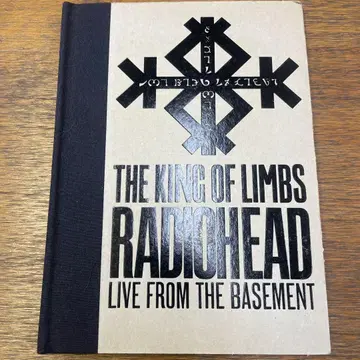 THE KING OF LIMBS
RADIOHEAD
LIVE FROM THE BASEMENT